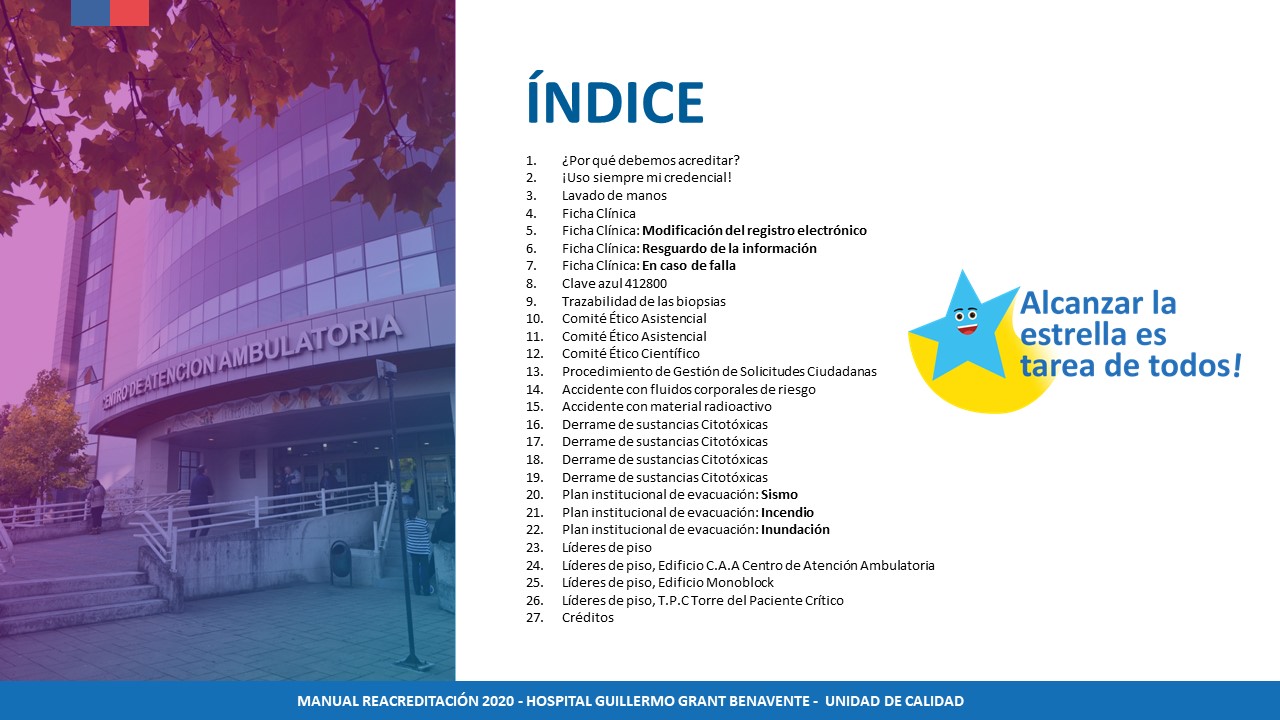 CENTRO DE ATENCION AMBULATORIA
ÍNDICE
1. ¿Por qué debemos acreditar?
2. ¡Uso siempre mi credencial!
3. Lavado de manos
4. Ficha Clínica
5. Ficha Clínica: Modificación del registro electrónico
6. Ficha Clínica: Resguardo de la información
7. Ficha Clínica: En caso de falla
8. Clave azul 412800
9. Trazabilidad de las biopsias
10. Comité Ético Asistencial
11. Comité Ético Asistencial
12. Comité Ético Científico
13. Procedimiento de Gestión de Solicitudes Ciudadanas
14. Accidente con fluidos corporales de riesgo
15. Accidente con material radioactivo
16. Derrame de sustancias Citotóxicas
17. Derrame de sustancias Citotóxicas
18. Derrame de sustancias Citotóxicas
19. Derrame de sustancias Citotóxicas
20. Plan institucional de evacuación: Sismo
21. Plan institucional de evacuación: Incendio
22. Plan institucional de evacuación: Inundación
23. Líderes de piso
24. Líderes de piso, Edificio C.A.A Centro de Atención Ambulatoria
25. Líderes de piso, Edificio Monoblock
26. Líderes de piso, T.P.C Torre del Paciente Crítico
27. Créditos
Alcanzar la
estrella es
tarea de todos!
MANUAL REACREDITACIÓN 2020 - HOSPITAL GUILLERMO GRANT BENAVENTE - UNIDAD DE CALIDAD